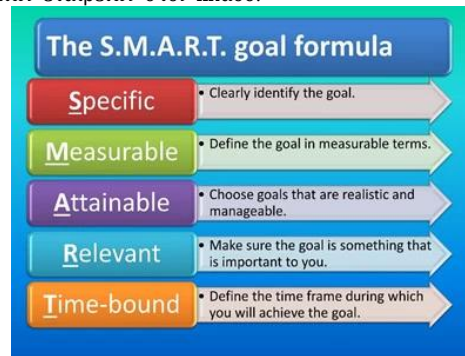 The S.M.A.R.T. goal formula
Specific
• Clearly identify the goal.
Measurable
• Define the goal in measurable terms.
Attainable
• Choose goals that are realistic and
manageable.
Relevant
• Make sure the goal is something that
is important to you.
Time-bound
• Define the time frame during which
you will achieve the goal.